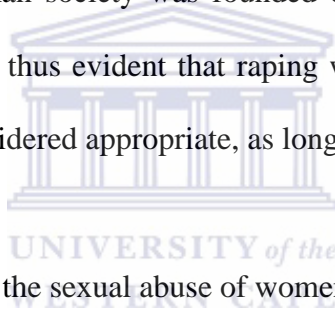 society was founded
thus evident that raping
idered appropriate, as long
UNIVERSITY of the
the sexual abuse of women
WESTERN CAPE